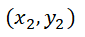 (x₂, y₂)